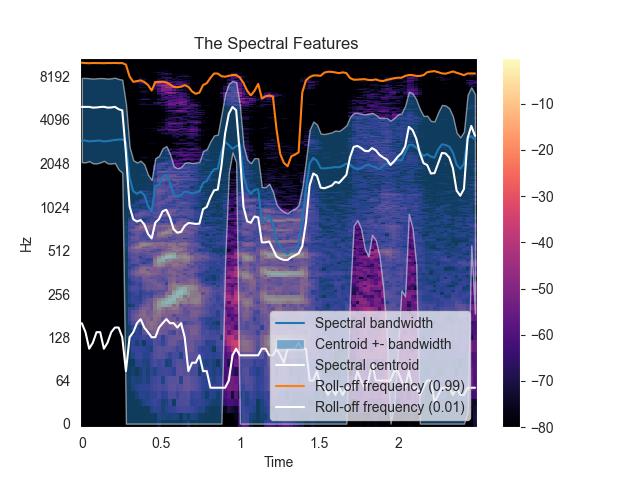 The Spectral Features
8192
4096
2048
1024
512
256
128
64
0
Hz
0
0.5
1
1.5
2
Time
Spectral bandwidth
Centroid +- bandwidth
Spectral centroid
Roll-off frequency (0.99)
Roll-off frequency (0.01)
−10
−20
−30
−40
−50
−60
−70
−80